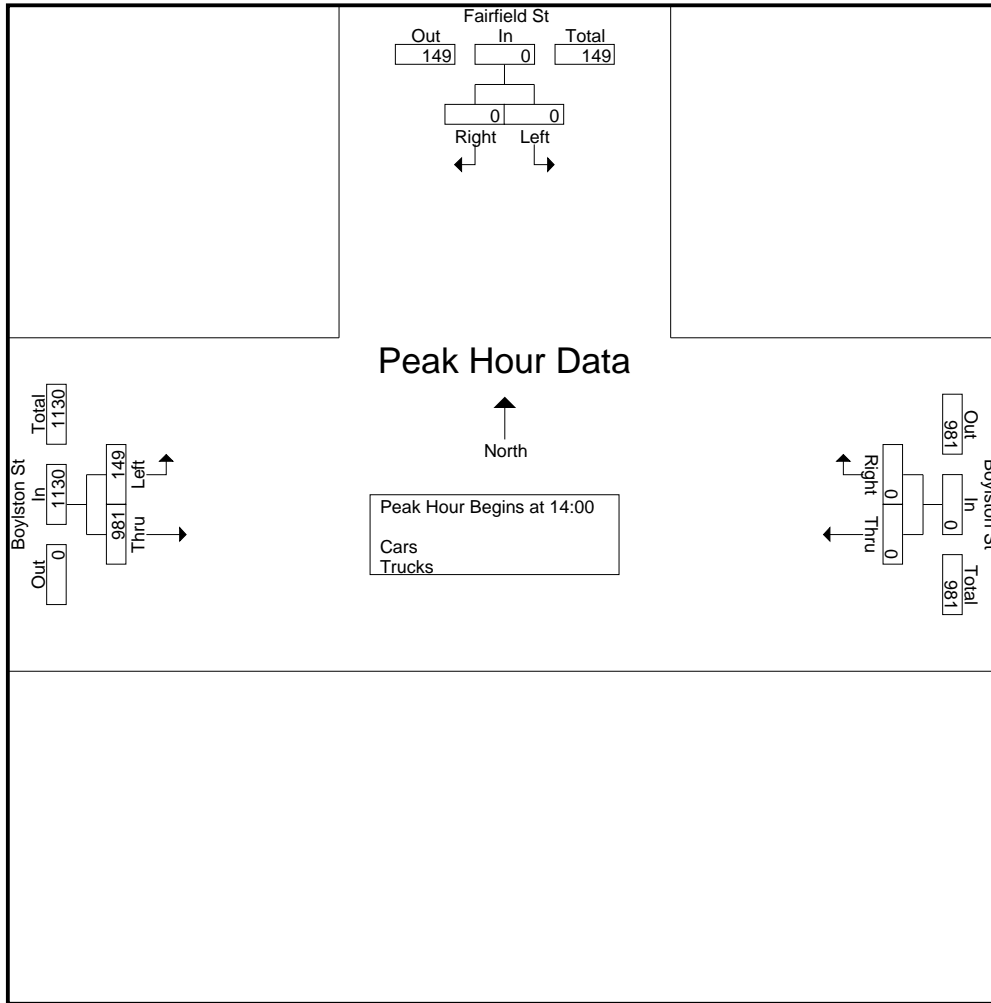 Fairfield St
Out In Total
149 0 149
0 0
Right Left
Peak Hour Data
North
Peak Hour Begins at 14:00
Cars
Trucks
Boylston St
Total In Out
1130 1130 0
149 981
Left Thru
Boylston St
Out In Total
981 0 981
Right Thru
0 0